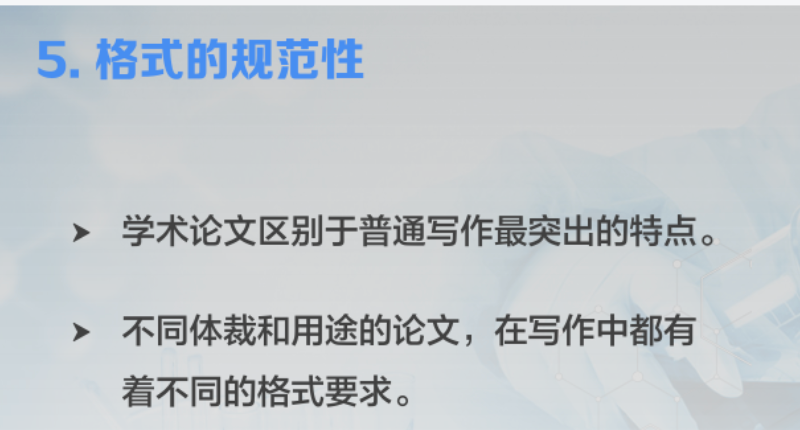 5. 格式的规范性
➤ 学术论文区别于普通写作最突出的特点。
➤ 不同体裁和用途的论文，在写作中都有
着不同的格式要求。